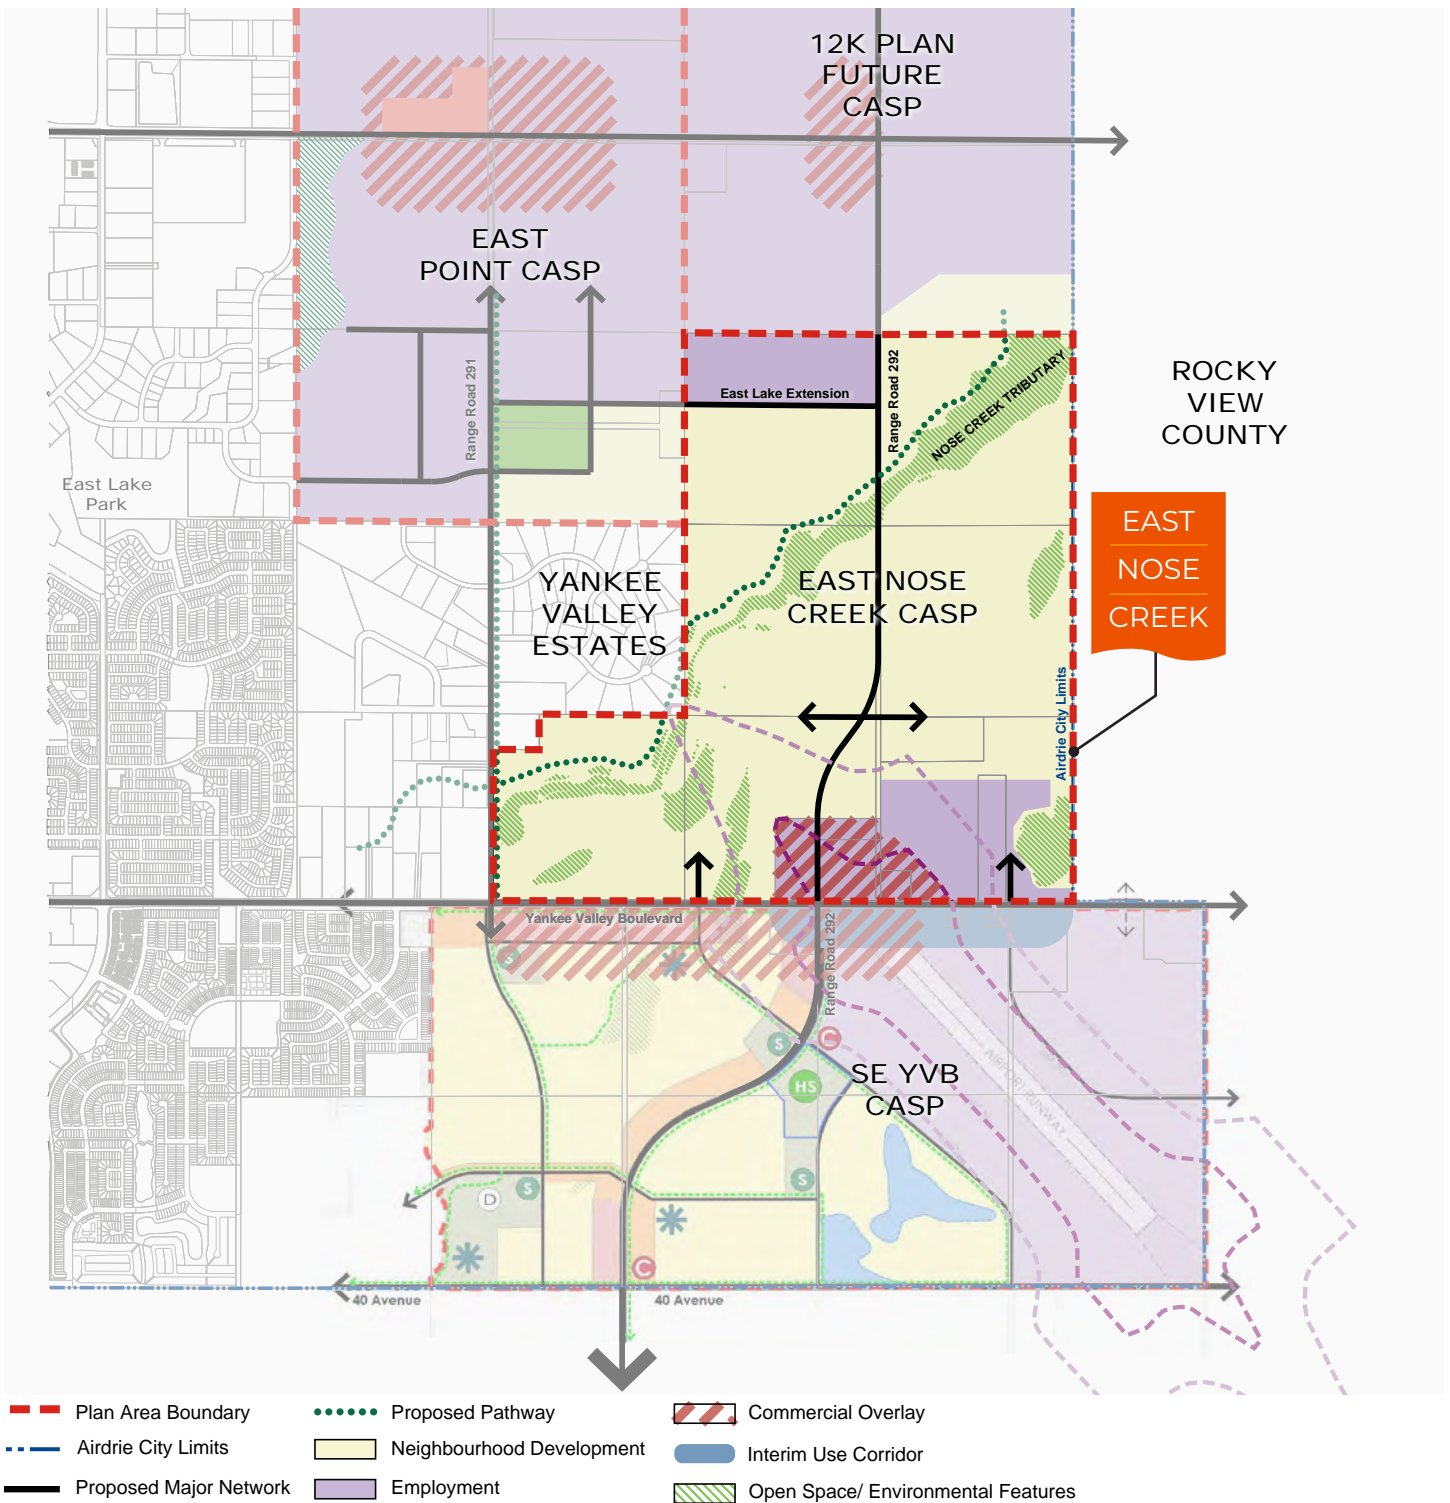 12K PLAN
FUTURE
CASP
EAST
POINT CASP
Range Road 291
East Lake Extension
Range Road 292
NOSE CREEK TRIBUTARY
ROCKY
VIEW
COUNTY
East Lake
Park
EAST
NOSE
CREEK
YANKEE
VALLEY
ESTATES
EAST NOSE
CREEK CASP
Airdrie City Limits
Yankee Valley Boulevard
Range Road 292
S
S
C
HS
SE YVB
CASP
AIRPORT RUNWAY
S
S
D
C
40 Avenue
40 Avenue
Plan Area Boundary
Proposed Pathway
Commercial Overlay
Airdrie City Limits
Neighbourhood Development
Interim Use Corridor
Proposed Major Network
Employment
Open Space/ Environmental Features